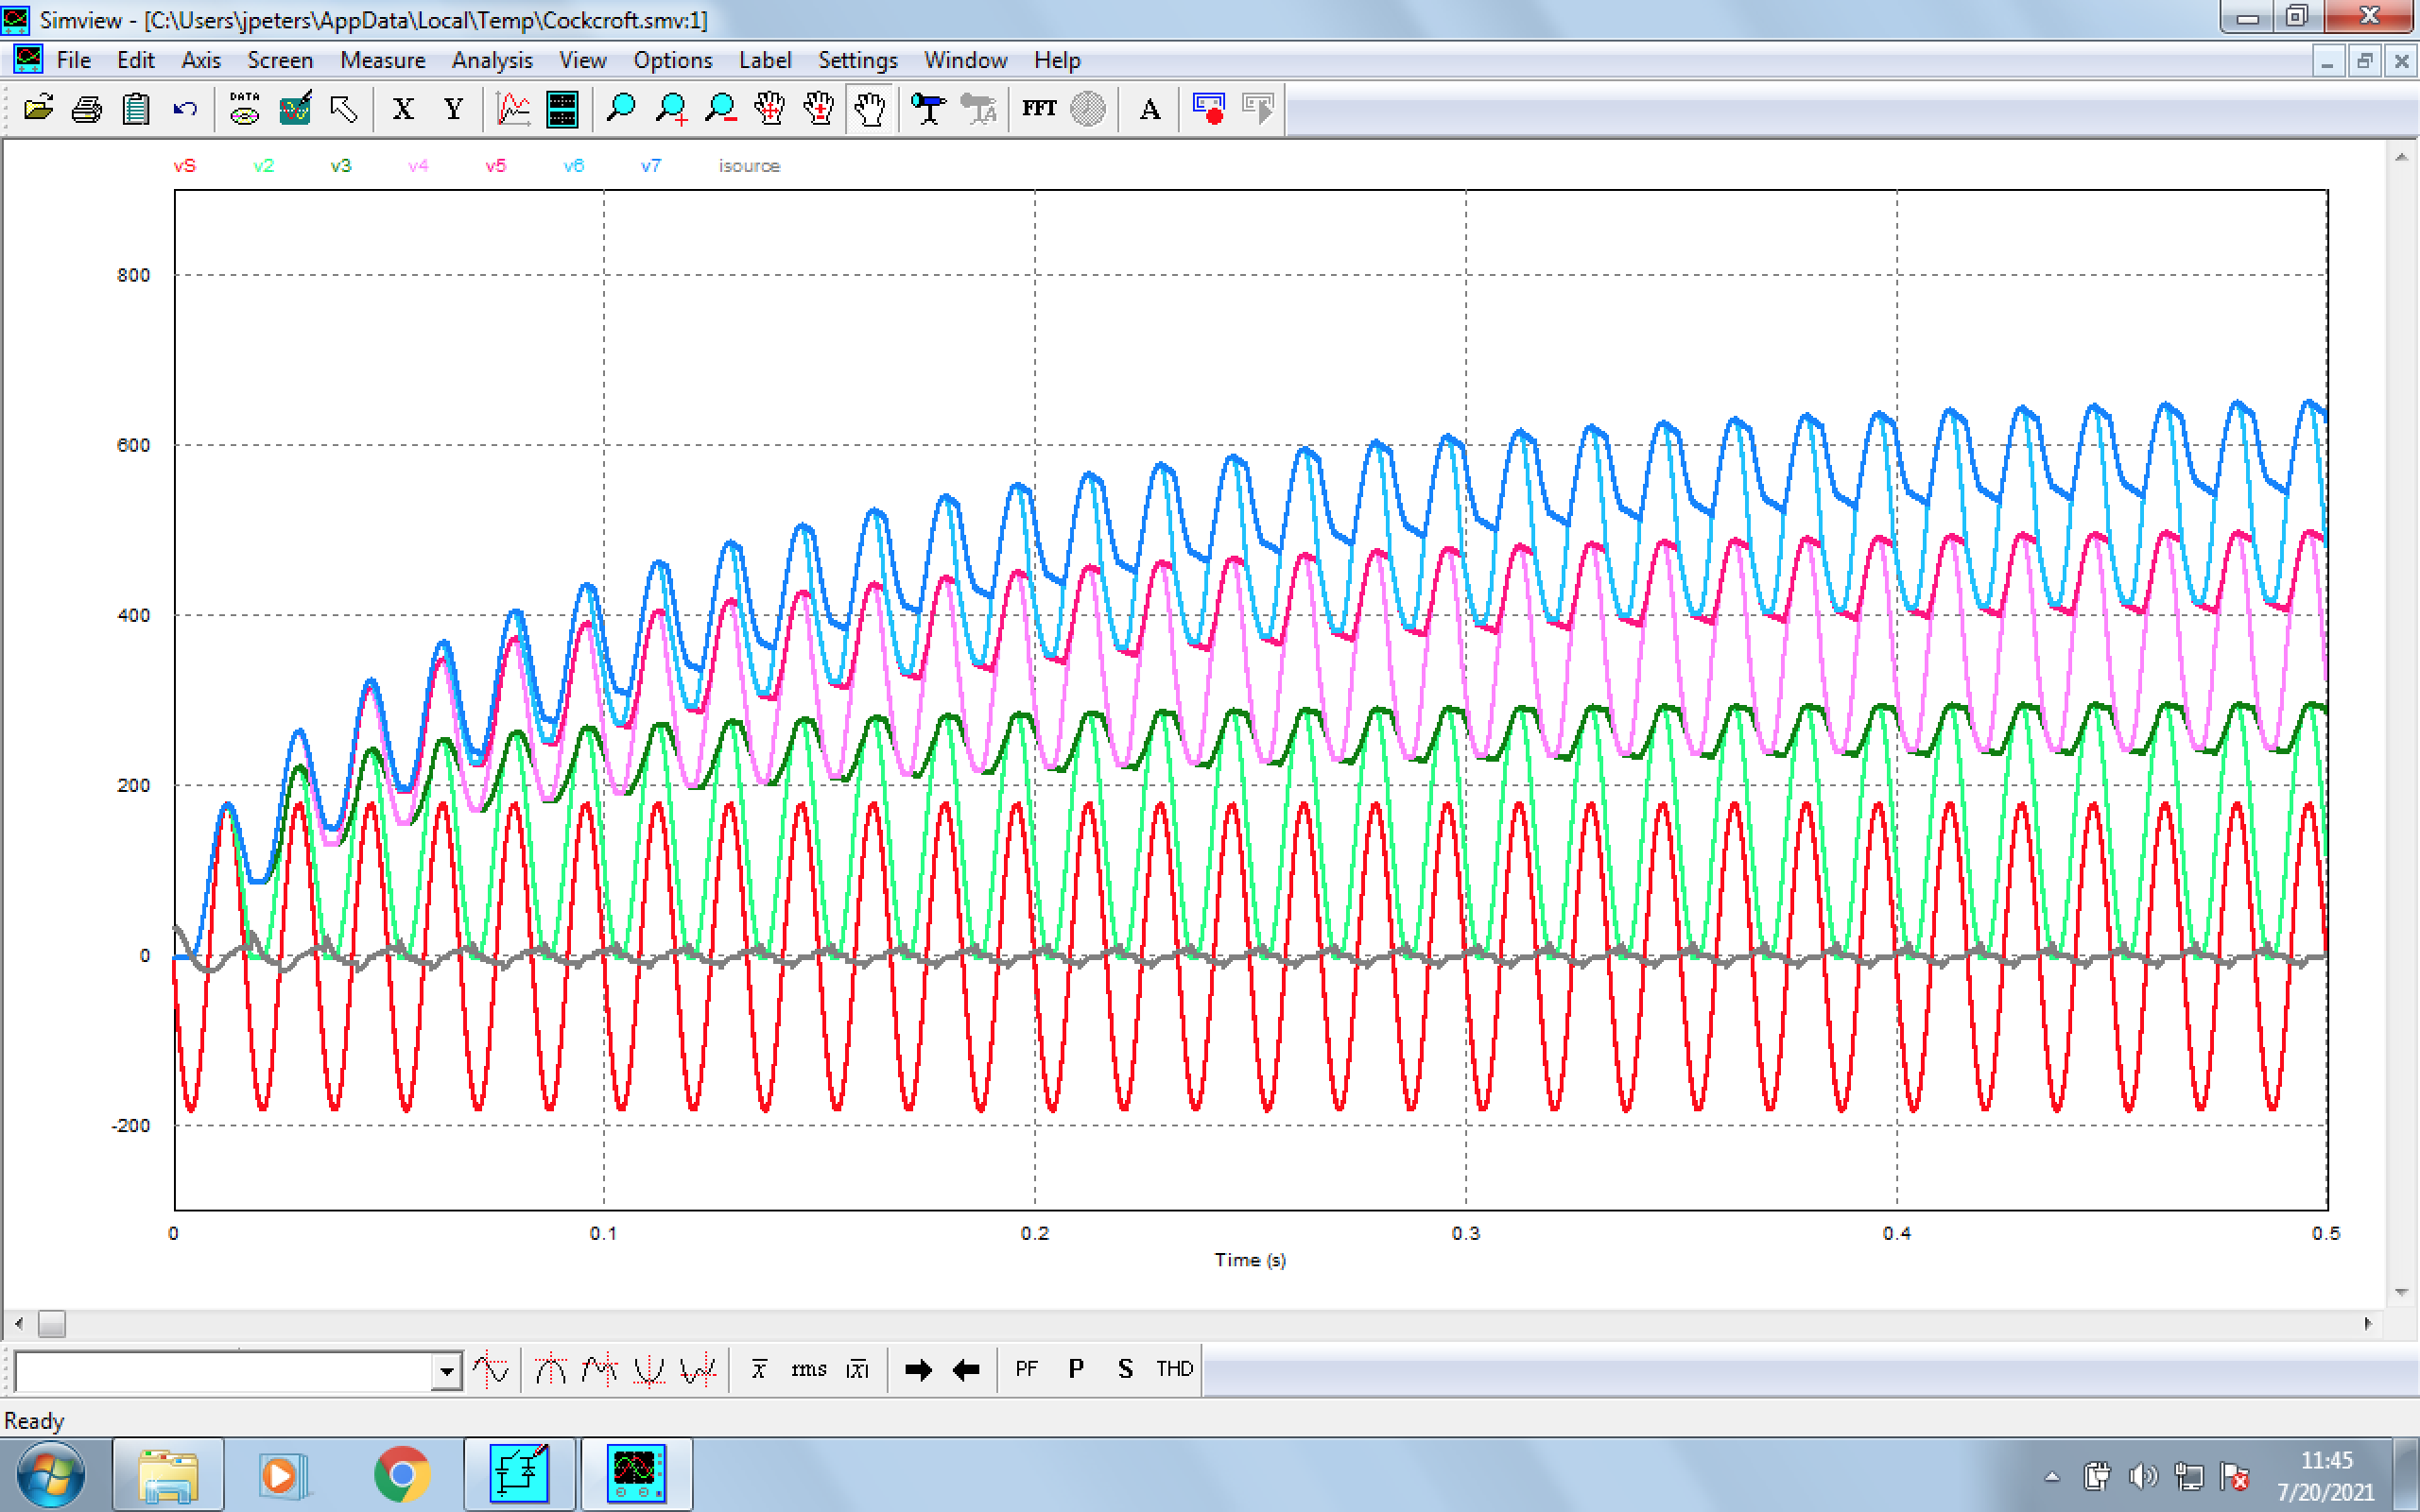 Simview - [C:\Users\jpeters\AppData\Local\Temp\Cockcroft.smv:1]
File Edit Axis Screen Measure Analysis View Options Label Settings Window Help
DATA X Y FFT TA A
vS v2 v3 v4 v5 v6 v7 isource
800
600
400
200
0
-200
0 0.1 0.2 0.3 0.4 0.5
Time (s)
x rms |x| PF P S THD
Ready
11:45
7/20/2021